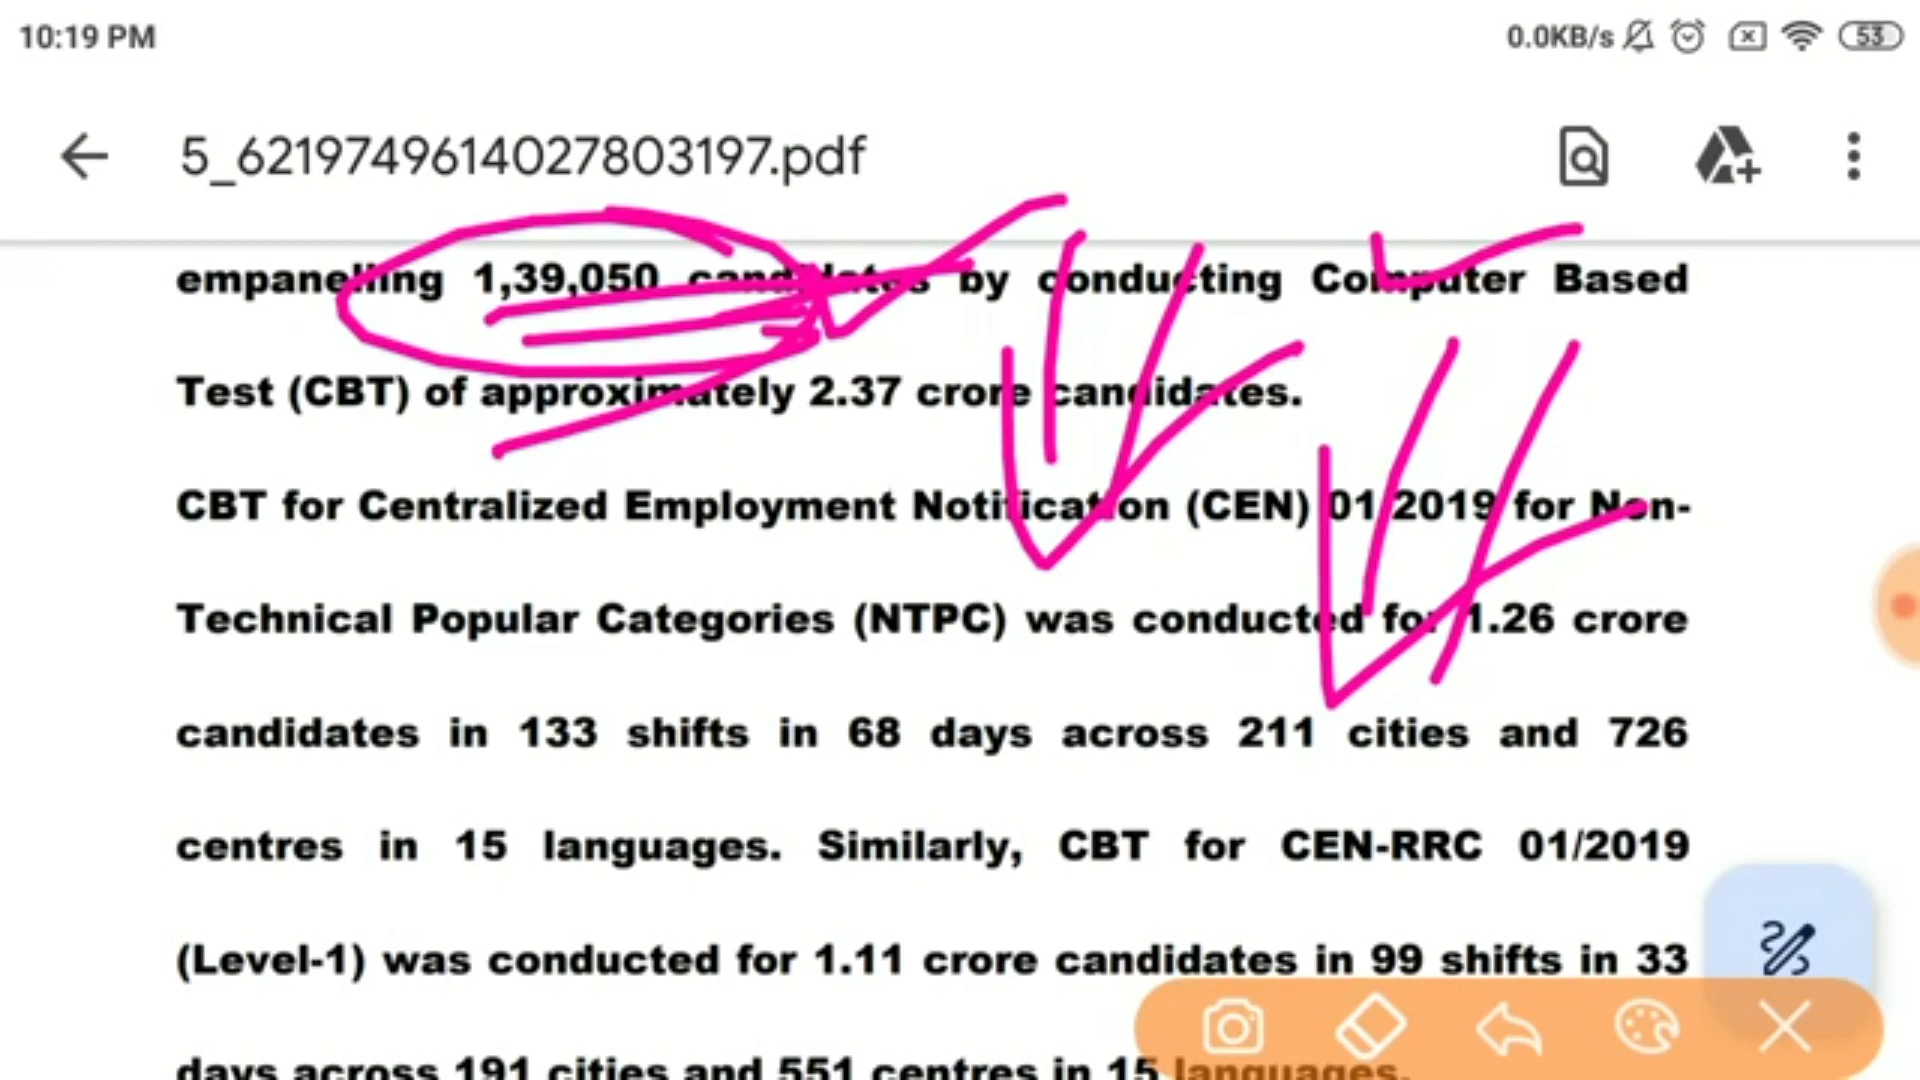 10:19 PM 0.0KB/s 53
5_6219749614027803197.pdf
empanelling 1,39,050 candidates by conducting Computer Based
Test (CBT) of approximately 2.37 crore candidates.
CBT for Centralized Employment Notification (CEN) 01/2019 for Non-
Technical Popular Categories (NTPC) was conducted for 1.26 crore
candidates in 133 shifts in 68 days across 211 cities and 726
centres in 15 languages. Similarly, CBT for CEN-RRC 01/2019
(Level-1) was conducted for 1.11 crore candidates in 99 shifts in 33
days across 191 cities and 551 centres in 15 languages.